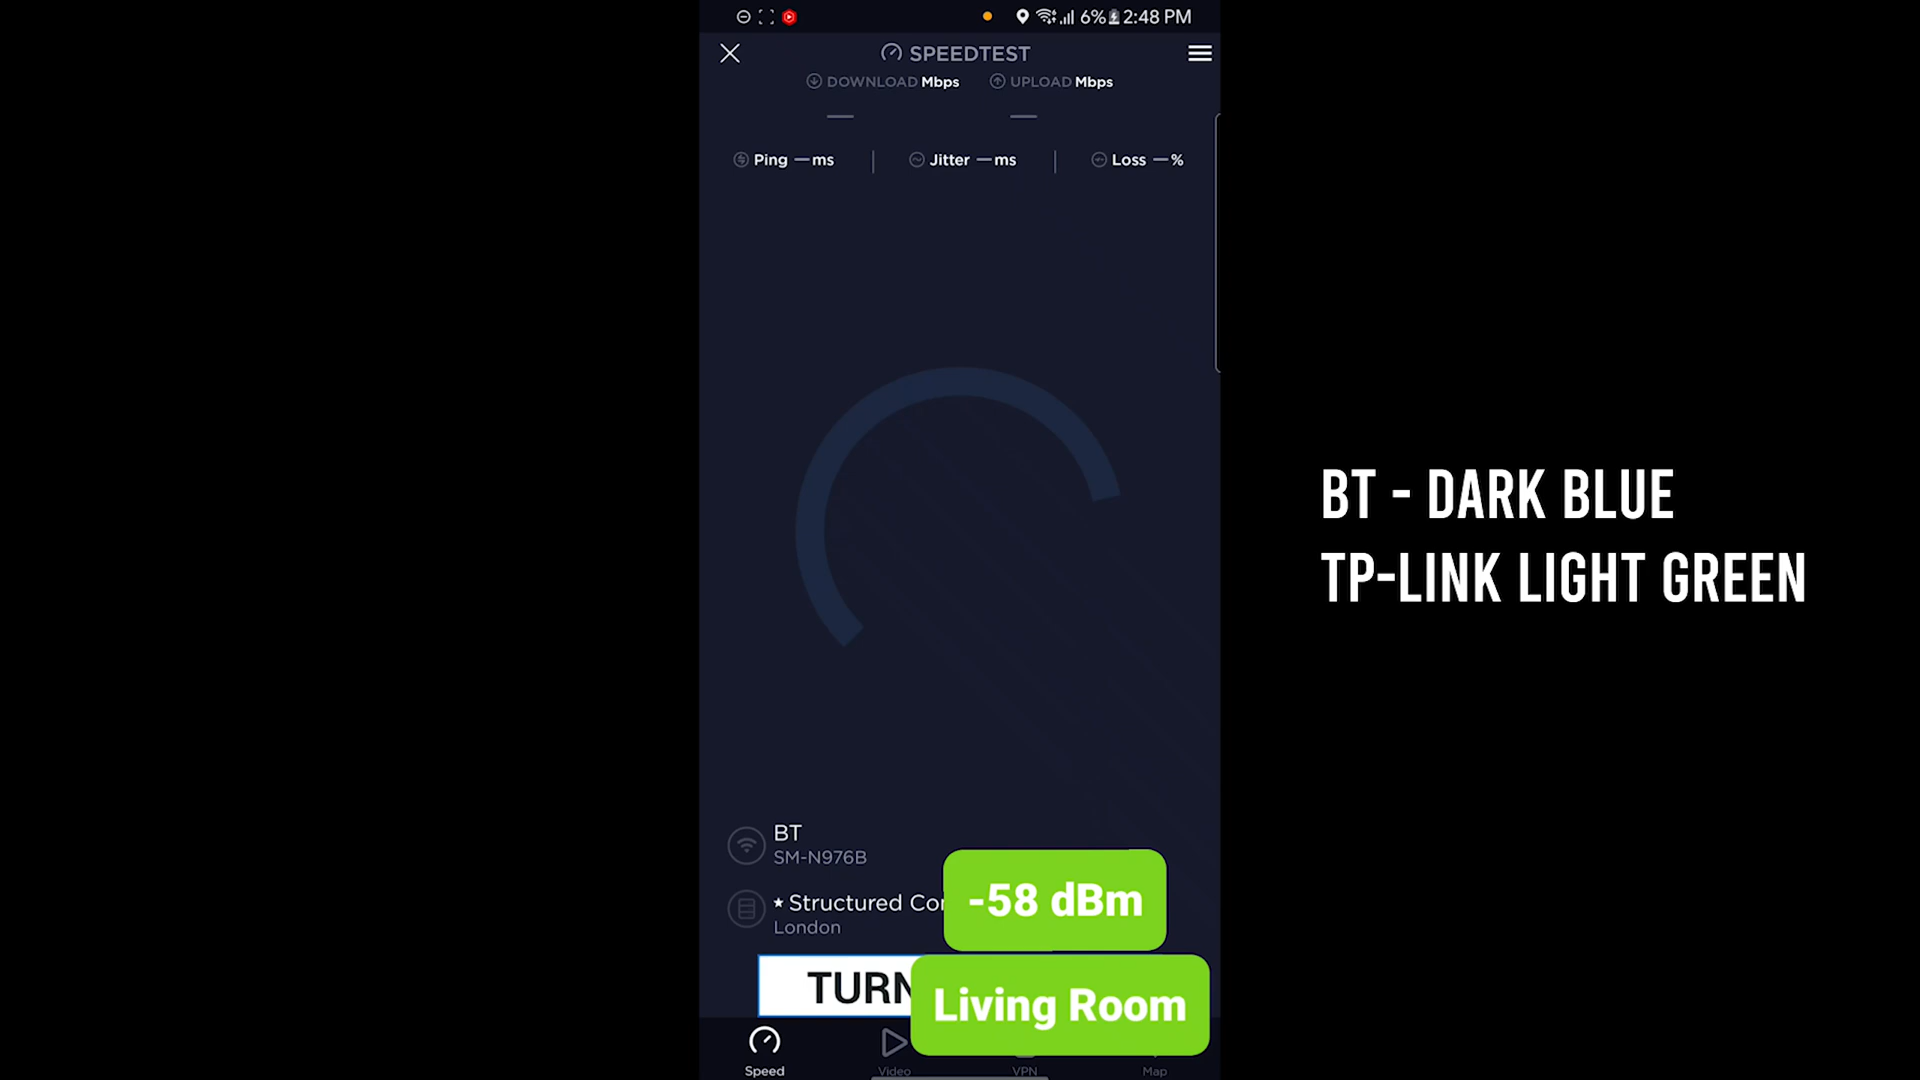 6% 2:48 PM
SPEEDTEST
DOWNLOAD Mbps UPLOAD Mbps
— —
Ping — ms Jitter — ms Loss — %
BT - DARK BLUE
TP-LINK LIGHT GREEN
BT
SM-N976B
★ Structured Co
London
-58 dBm
TURN
Living Room
Speed Video VPN Map